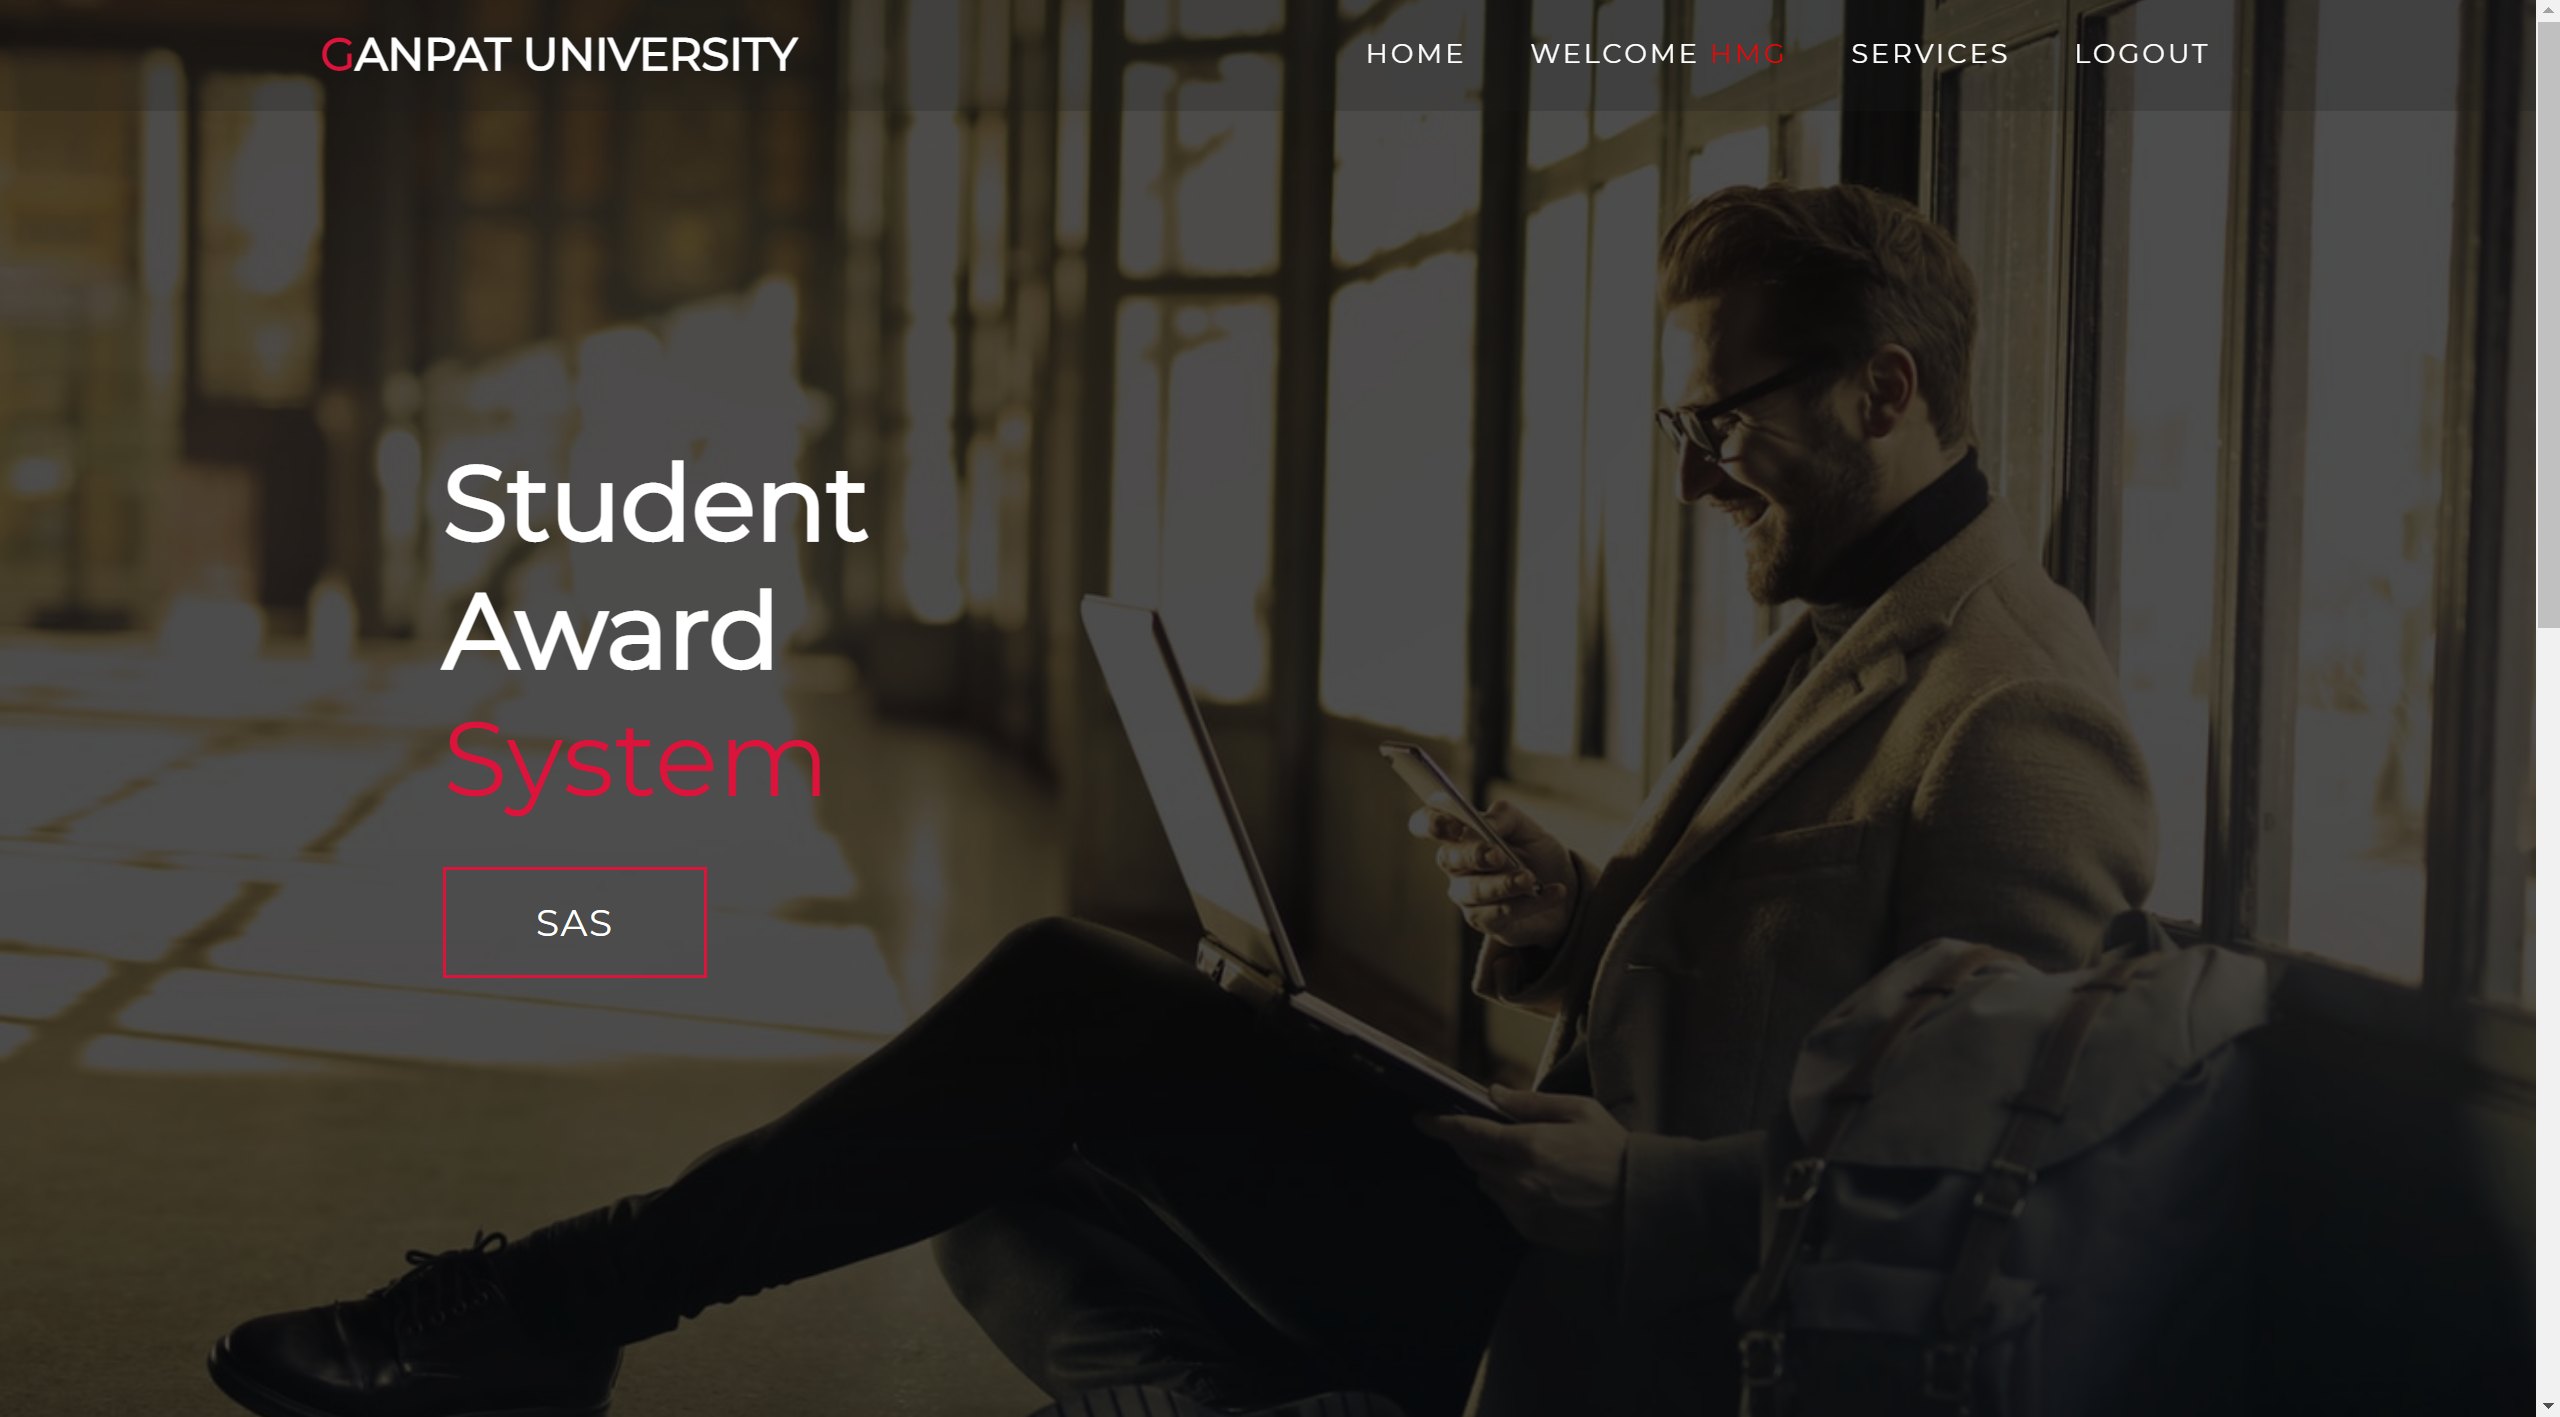 GANPAT UNIVERSITY
HOME WELCOME HMG SERVICES LOGOUT
Student
Award
System
SAS